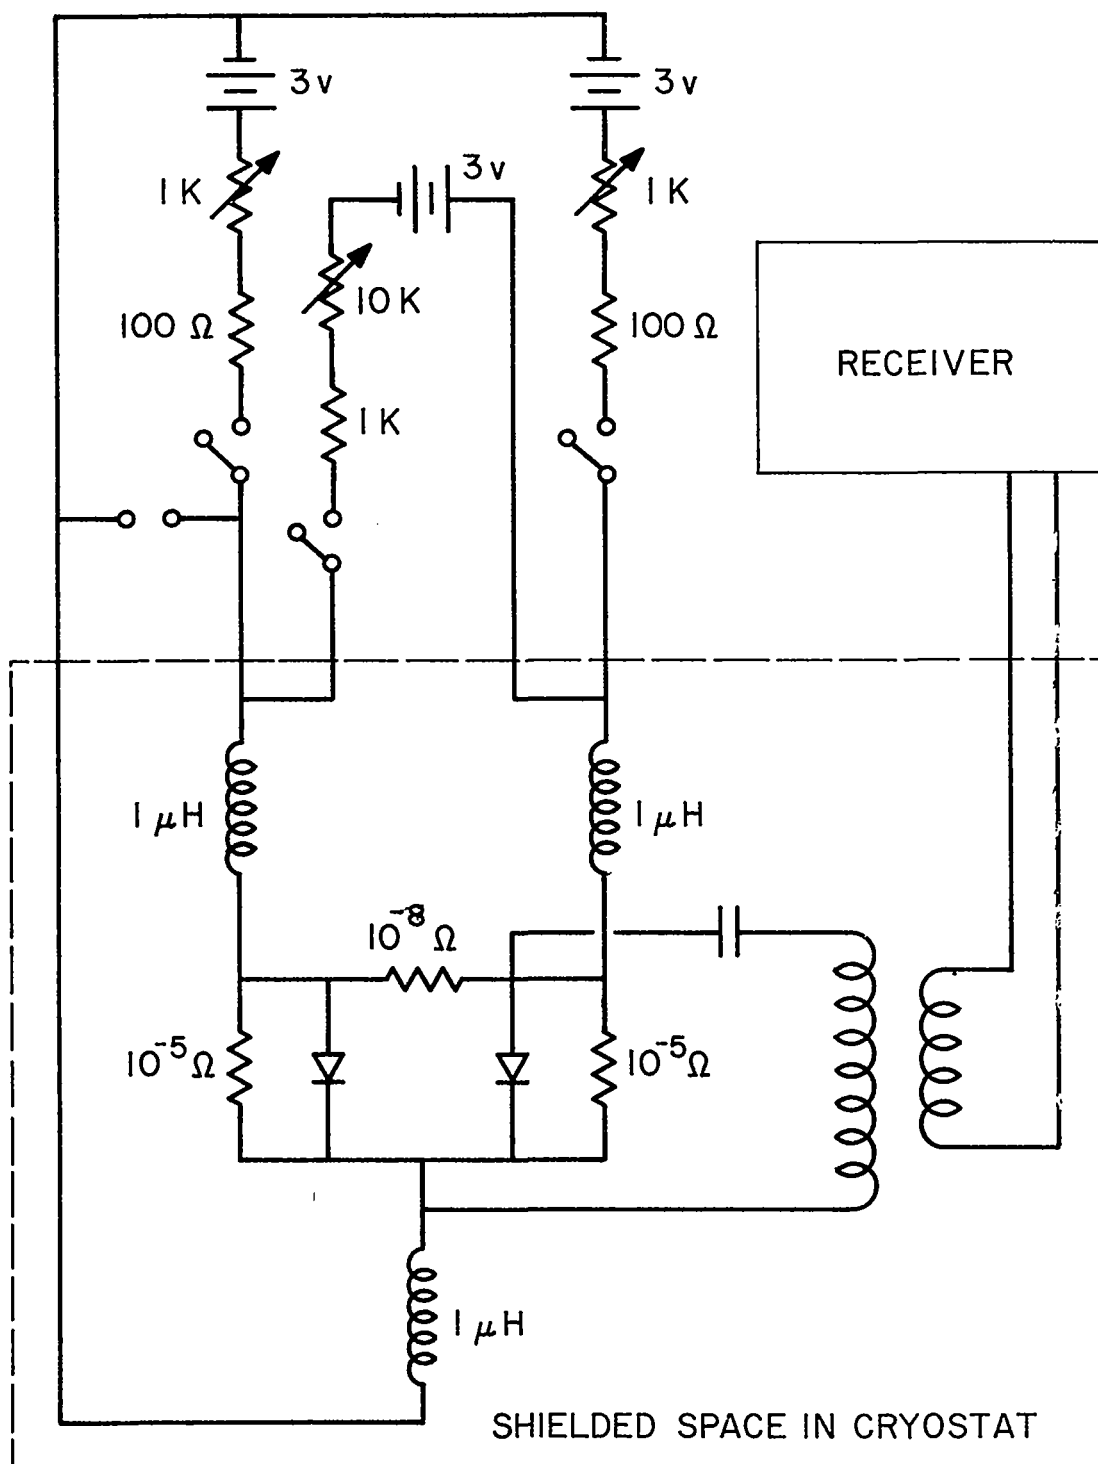 3v
3v
1K
3v
1K
10K
100 Ω
100 Ω
RECEIVER
1K
1 μH
1 μH
10⁻⁸ Ω
10⁻⁵ Ω
10⁻⁵ Ω
1 μH
SHIELDED SPACE IN CRYOSTAT